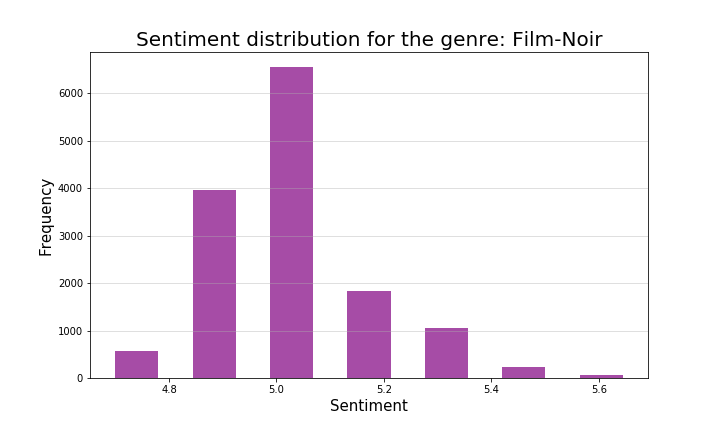 Sentiment distribution for the genre: Film-Noir
6000
5000
4000
3000
2000
1000
0
Frequency
4.8 5.0 5.2 5.4 5.6
Sentiment